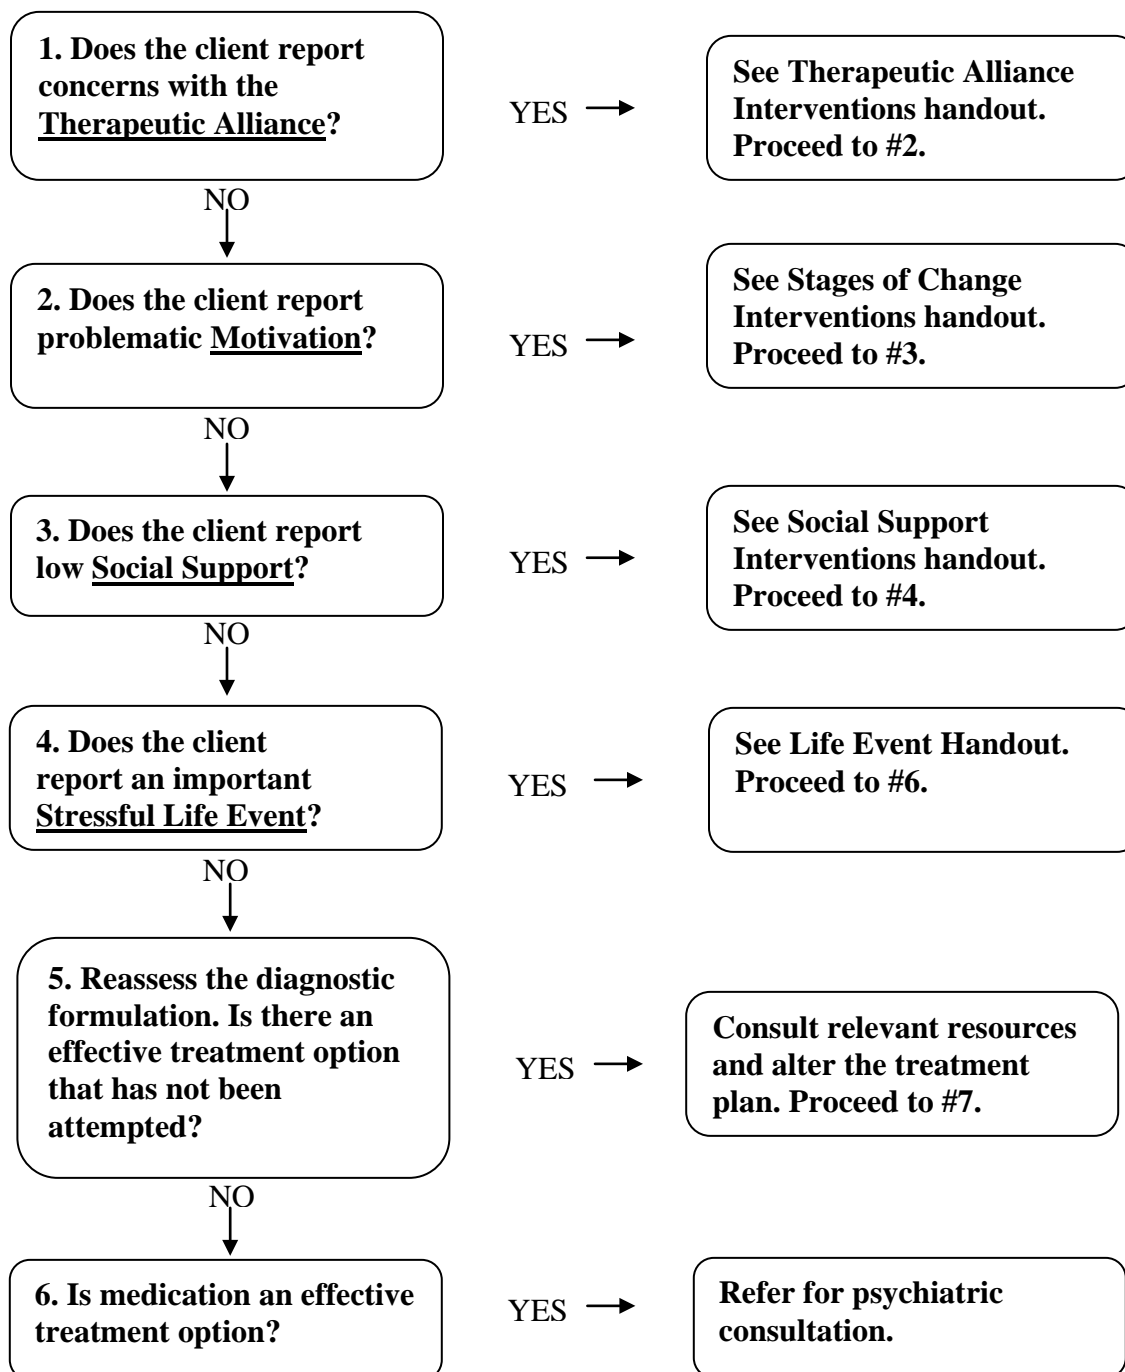 1. Does the client report
concerns with the
Therapeutic Alliance?
YES
See Therapeutic Alliance
Interventions handout.
Proceed to #2.
NO
2. Does the client report
problematic Motivation?
YES
See Stages of Change
Interventions handout.
Proceed to #3.
NO
3. Does the client report
low Social Support?
YES
See Social Support
Interventions handout.
Proceed to #4.
NO
4. Does the client
report an important
Stressful Life Event?
YES
See Life Event Handout.
Proceed to #6.
NO
5. Reassess the diagnostic
formulation. Is there an
effective treatment option
that has not been
attempted?
YES
Consult relevant resources
and alter the treatment
plan. Proceed to #7.
NO
6. Is medication an effective
treatment option?
YES
Refer for psychiatric
consultation.